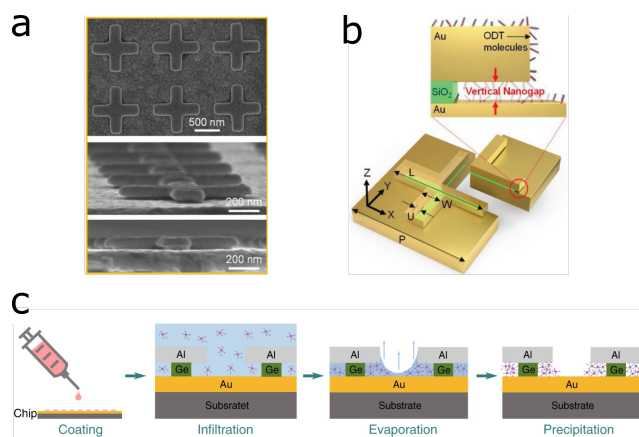 a
500 nm
200 nm
200 nm
b
Au
ODT
molecules
SiO2
Vertical Nanogap
Au
Z
Y
X
L
W
U
P
c
Chip
Coating
Al
Al
Ge
Ge
Au
Subsratet
Infiltration
Al
Al
Ge
Ge
Au
Substrate
Evaporation
Al
Al
Ge
Ge
Au
Substrate
Precipitation